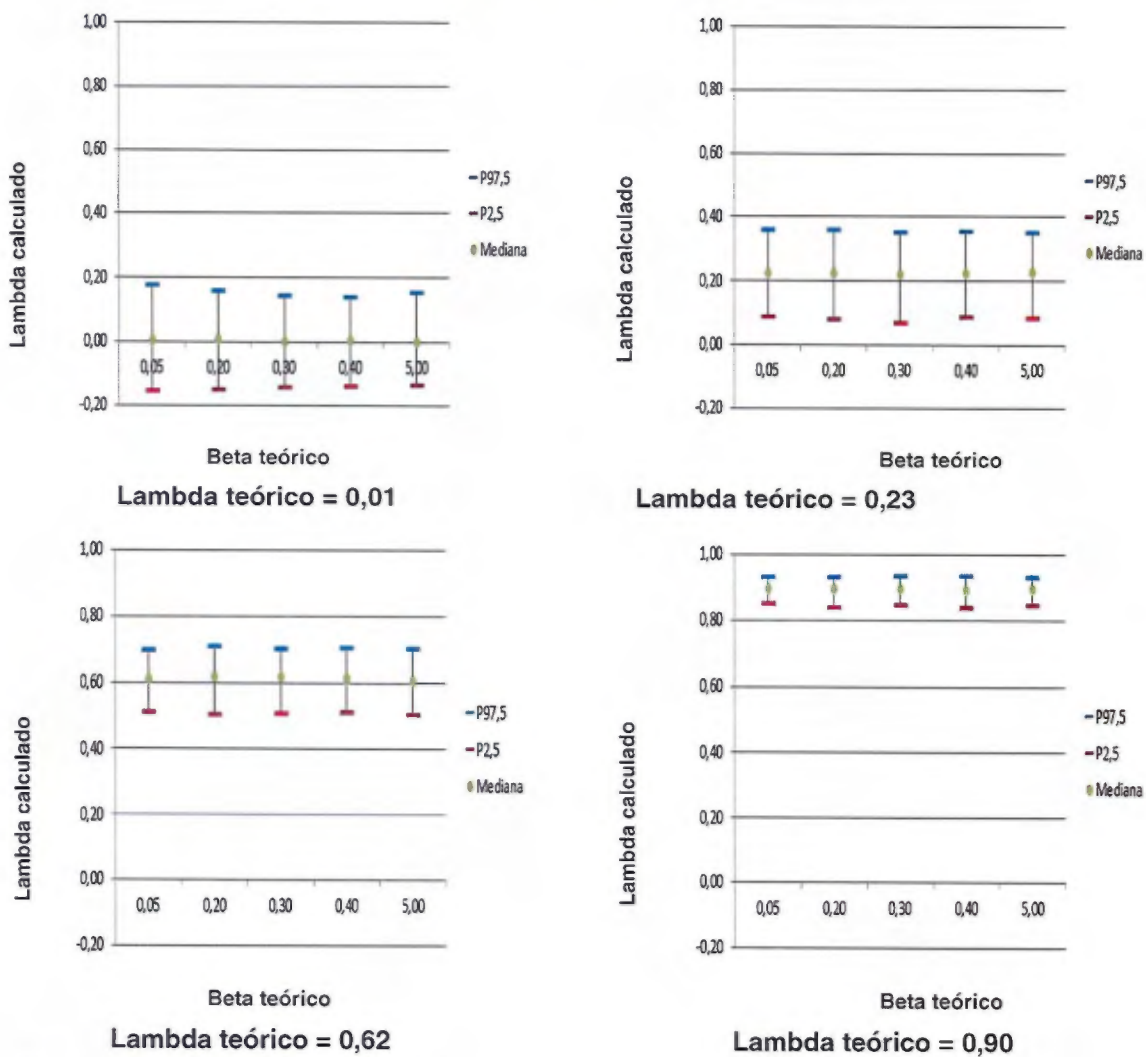 1,00
0,80
0,60
0,40
0,20
0,00
-0,20
Lambda calculado
0,05 0,20 0,30 0,40 5,00
P97,5
P2,5
Mediana
Beta teórico
Lambda teórico = 0,01
1,00
0,80
0,60
0,40
0,20
0,00
-0,20
Lambda calculado
0,05 0,20 0,30 0,40 5,00
P97,5
P2,5
Mediana
Beta teórico
Lambda teórico = 0,23
1,00
0,80
0,60
0,40
0,20
0,00
-0,20
Lambda calculado
0,05 0,20 0,30 0,40 5,00
P97,5
P2,5
Mediana
Beta teórico
Lambda teórico = 0,62
1,00
0,80
0,60
0,40
0,20
0,00
-0,20
Lambda calculado
0,05 0,20 0,30 0,40 5,00
P97,5
P2,5
Mediana
Beta teórico
Lambda teórico = 0,90